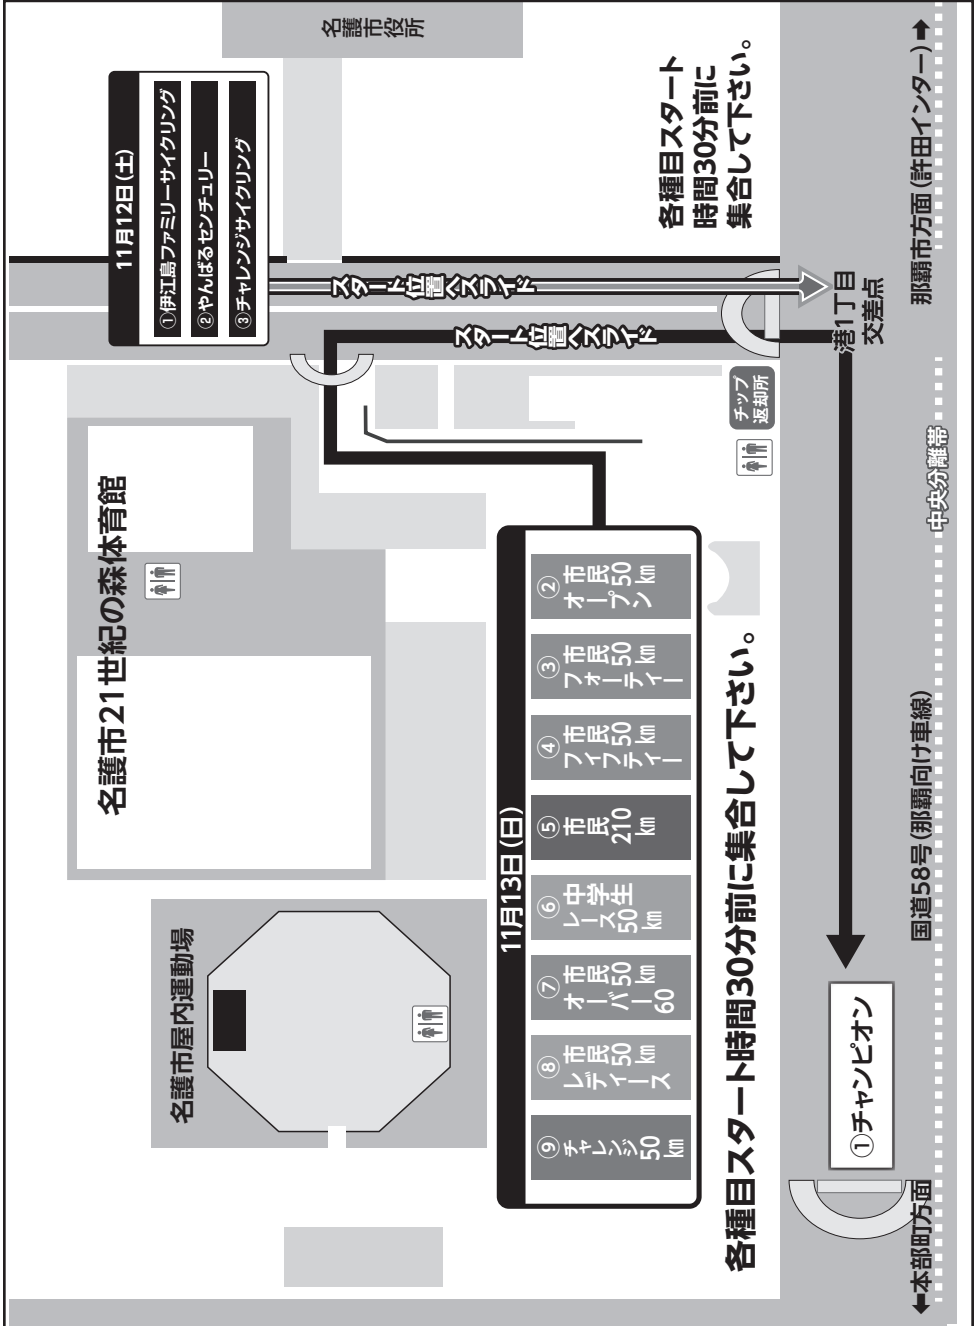 名護市役所
11月12日(土)
①伊江島ファミリーサイクリング
②やんばるセンチュリー
③チャレンジサイクリング
各種目スタート
時間30分前に
集合して下さい。
スタート位置へスライド
スタート位置へスライド
港1丁目
交差点
那覇市方面(許田インター)➡
チップ
返却所
中央分離帯
名護市21世紀の森体育館
名護市屋内運動場
11月13日(日)
⑨
チャレンジ
50
km
⑧
市民50km
レディース
⑦
市民50km
オーバー60
⑥
中学生
レース
50
km
⑤
市民
210
km
④
市民50km
フィフティー
③
市民50km
フォーティー
②
市民50km
オープン
各種目スタート時間30分前に集合して下さい。
①チャンピオン
国道58号(那覇向け車線)
⬅本部町方面